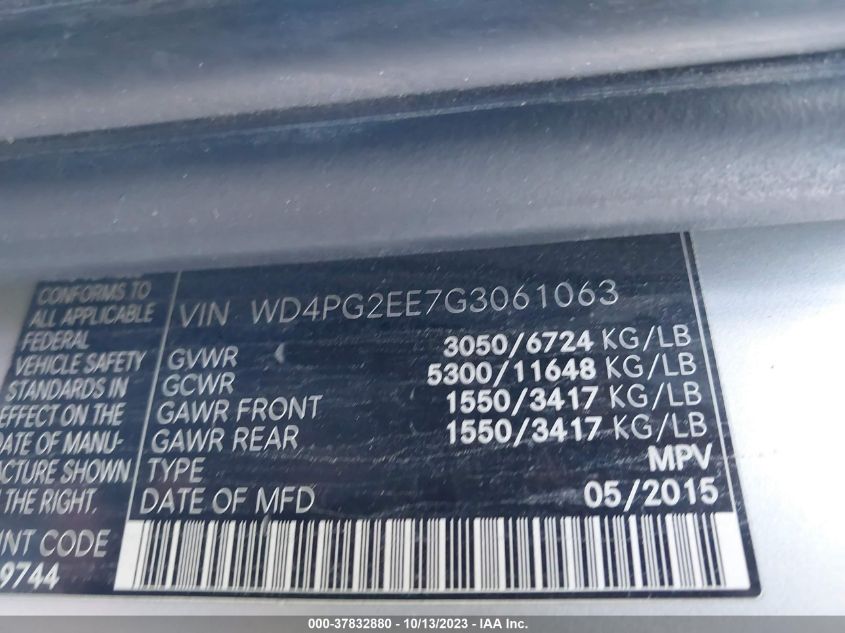 CONFORMS TO
ALL APPLICABLE
FEDERAL
VEHICLE SAFETY
STANDARDS IN
EFFECT ON THE
DATE OF MANU-
ACTURE SHOWN
THE RIGHT.
INT CODE
9744
VIN WD4PG2EE7G3061063
GVWR 3050/6724 KG/LB
GCWR 5300/11648 KG/LB
GAWR FRONT 1550/3417 KG/LB
GAWR REAR 1550/3417 KG/LB
TYPE MPV
DATE OF MFD 05/2015
000-37832880 - 10/13/2023 - IAA Inc.